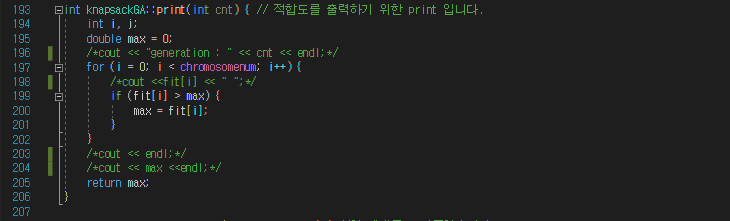 193 int knapsackGA::print(int cnt) { // 적합도를 출력하기 위한 print 입니다.
194 int i, j;
195 double max = 0;
196 /*cout << "generation : " << cnt << endl;*/
197 for (i = 0; i < chromosomenum; i++){
198 /*cout <<fit[i] << " ";*/
199 if (fit[i] > max) {
200 max = fit[i];
201 }
202 }
203 /*cout << endl;*/
204 /*cout << max <<endl;*/
205 return max;
206 }
207